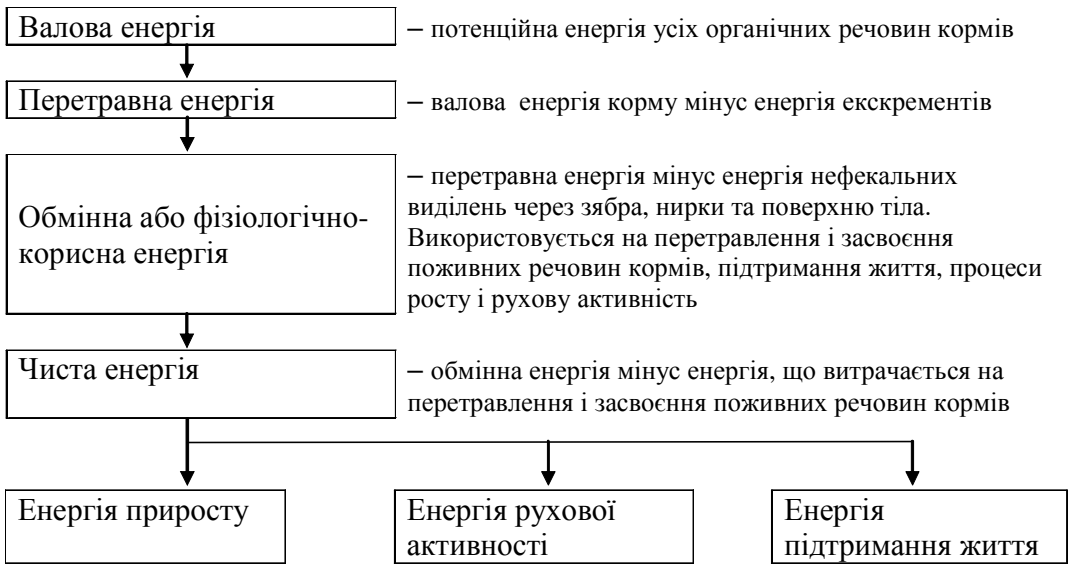 Валова енергія
– потенційна енергія усіх органічних речовин кормів
Перетравна енергія
– валова енергія корму мінус енергія екскрементів
Обмінна або фізіологічно-
корисна енергія
– перетравна енергія мінус енергія нефекальних
виділень через зябра, нирки та поверхню тіла.
Використовується на перетравлення і засвоєння
поживних речовин кормів, підтримання життя, процеси
росту і рухову активність
Чиста енергія
– обмінна енергія мінус енергія, що витрачається на
перетравлення і засвоєння поживних речовин кормів
Енергія приросту
Енергія рухової
активності
Енергія
підтримання життя